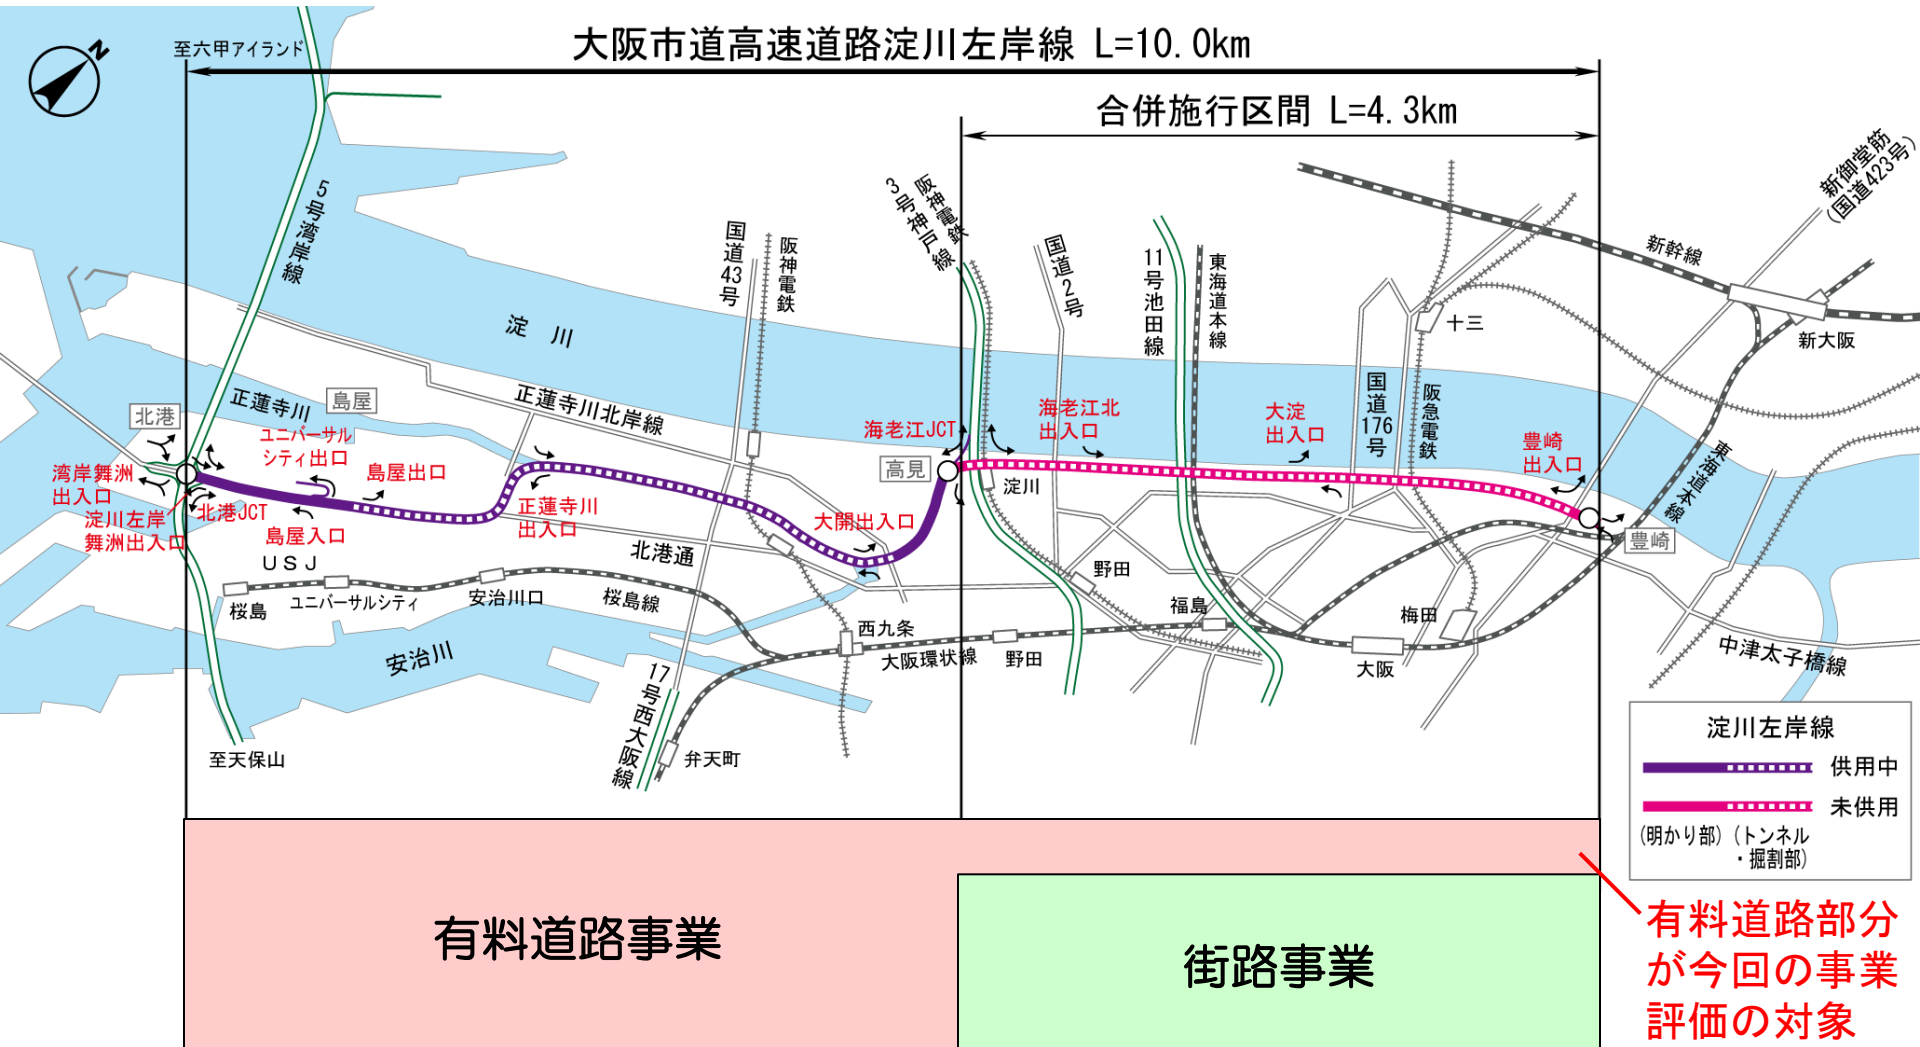 大阪市道高速道路淀川左岸線 L=10.0km
合併施行区間 L=4.3km
N
至六甲アイランド
5号湾岸線
国道43号
阪神電鉄
3号神戸線
阪神電鉄
国道2号
11号池田線
東海道本線
新幹線
新御堂筋
(国道423号)
十三
新大阪
淀 川
国道176号
阪急電鉄
東海道本線
北港
正蓮寺川
島屋
正蓮寺川北岸線
ユニバーサル
シティ出口
島屋出口
湾岸舞洲
出入口
淀川左岸
舞洲出入口
北港JCT
島屋入口
正蓮寺川
出入口
大開出入口
海老江JCT
高見
海老江北
出入口
大淀
出入口
豊崎
出入口
豊崎
淀川
USJ
北港通
桜島
ユニバーサルシティ
安治川口
桜島線
安治川
西九条
大阪環状線
野田
野田
福島
梅田
大阪
中津太子橋線
17号西大阪線
弁天町
至天保山
淀川左岸線
供用中
未供用
(明かり部)(トンネル
・掘割部)
有料道路事業
街路事業
有料道路部分
が今回の事業
評価の対象